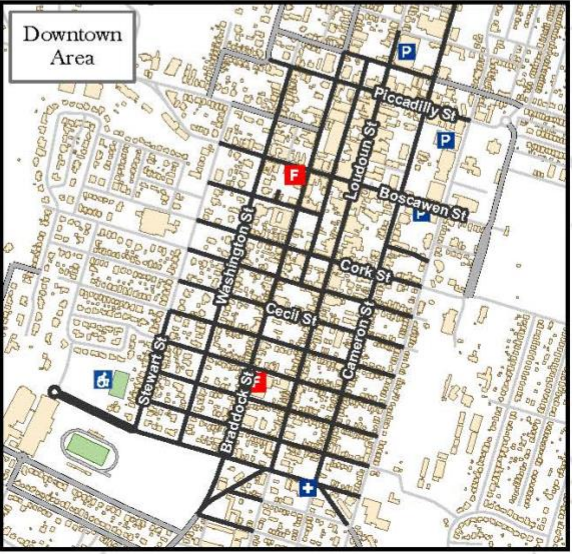 Downtown
Area
P
Piccadilly St
P
Loudoun St
F
Boscawen St
P
Washington St
Cork St
Cecil St
Cameron St
Stewart St
F
Braddock St